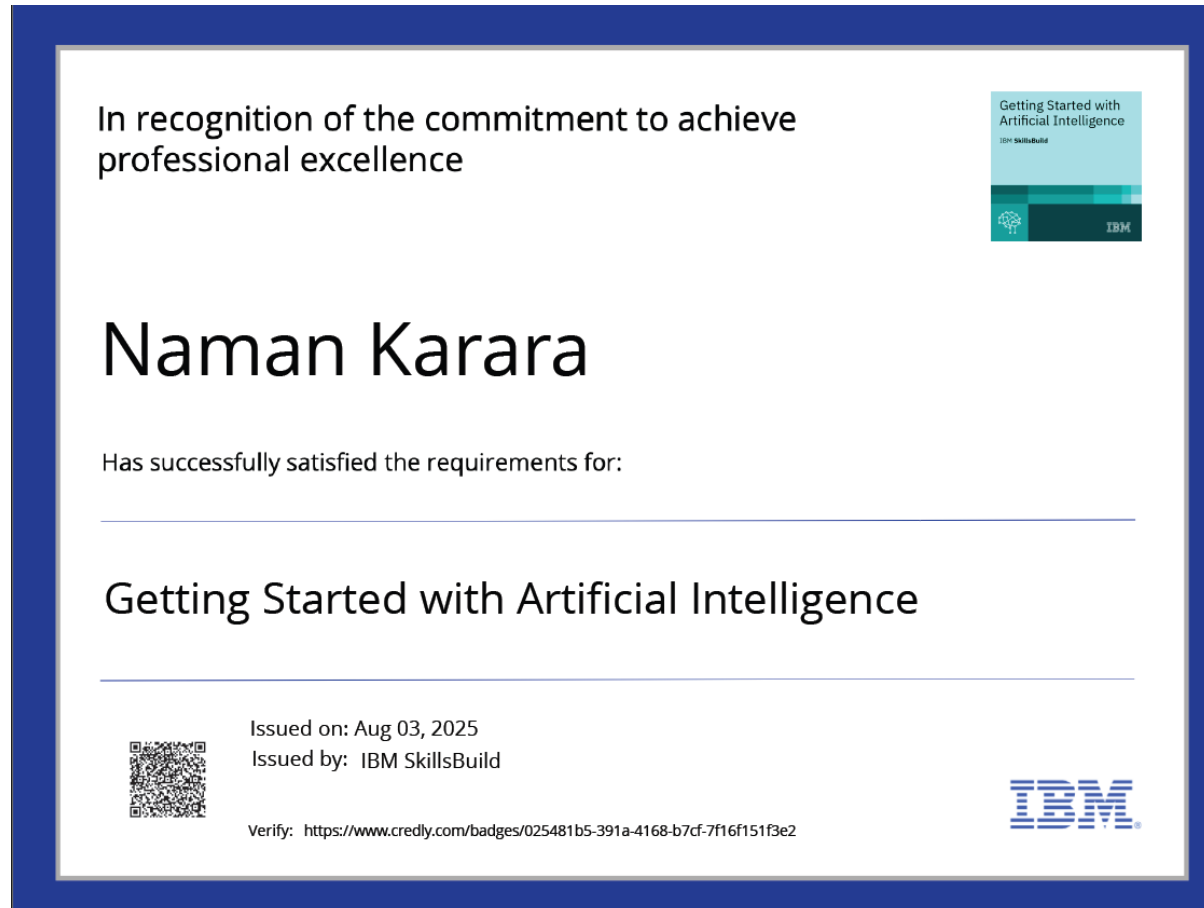 In recognition of the commitment to achieve
professional excellence
Getting Started with
Artificial Intelligence
IBM SkillsBuild
IBM
Naman Karara
Has successfully satisfied the requirements for:
Getting Started with Artificial Intelligence
Issued on: Aug 03, 2025
Issued by: IBM SkillsBuild
Verify: https://www.credly.com/badges/025481b5-391a-4168-b7cf-7f16f151f3e2
IBM®